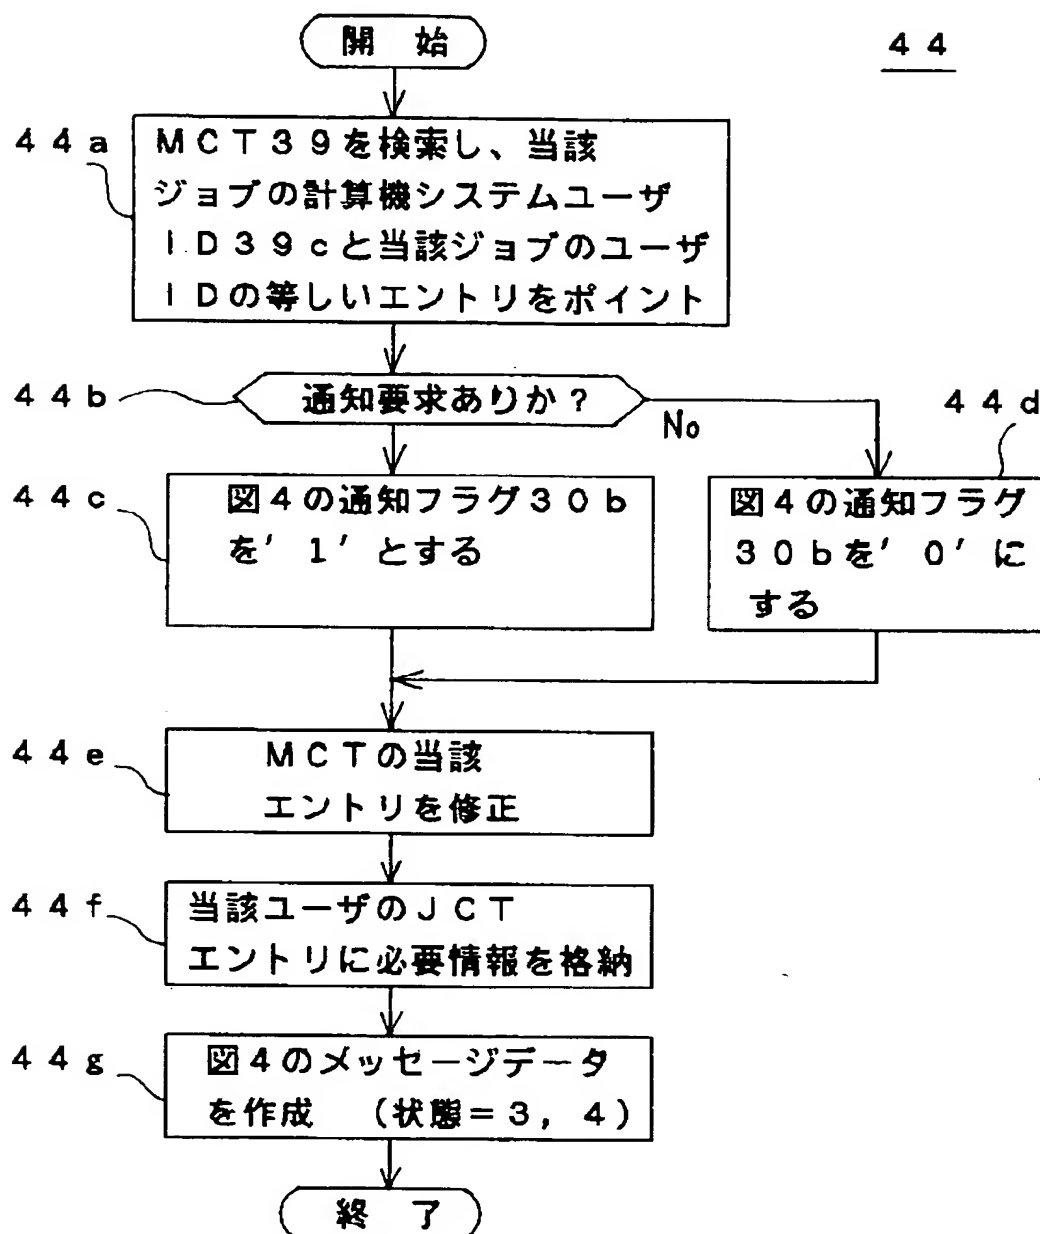 開 始
44
44a
MCT39を検索し、当該
ジョブの計算機システムユーザ
ID39cと当該ジョブのユーザ
IDの等しいエントリをポイント
44b
通知要求ありか?
No
44d
44c
図4の通知フラグ30b
を'1'とする
図4の通知フラグ
30bを'0'に
する
44e
MCTの当該
エントリを修正
44f
当該ユーザのJCT
エントリに必要情報を格納
44g
図4のメッセージデータ
を作成 (状態=3,4)
終 了